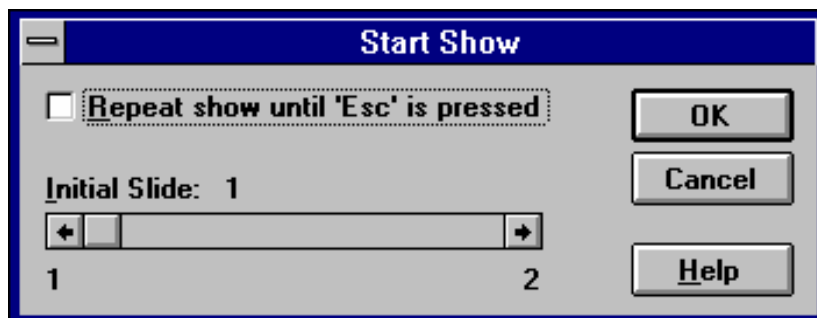 Start Show
Repeat show until 'Esc' is pressed
OK
Cancel
Initial Slide: 1
1 2
Help